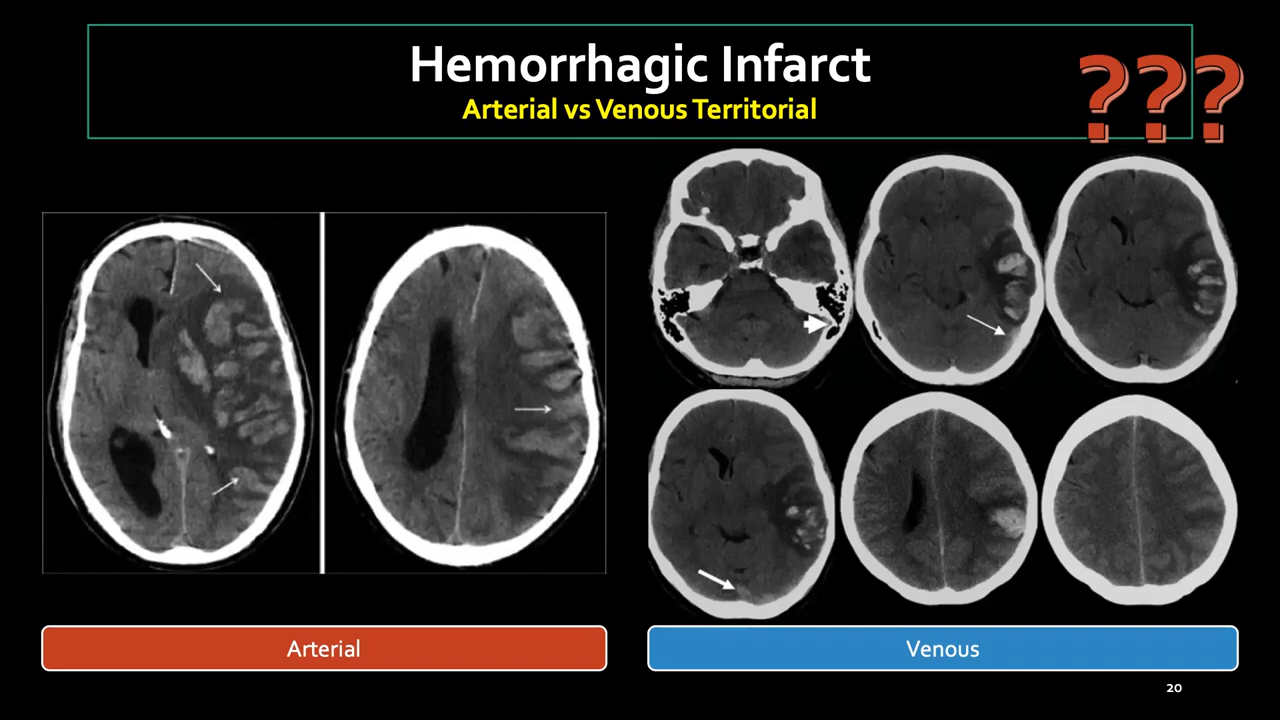 Hemorrhagic Infarct
Arterial vs Venous Territorial
???
Arterial
Venous
20